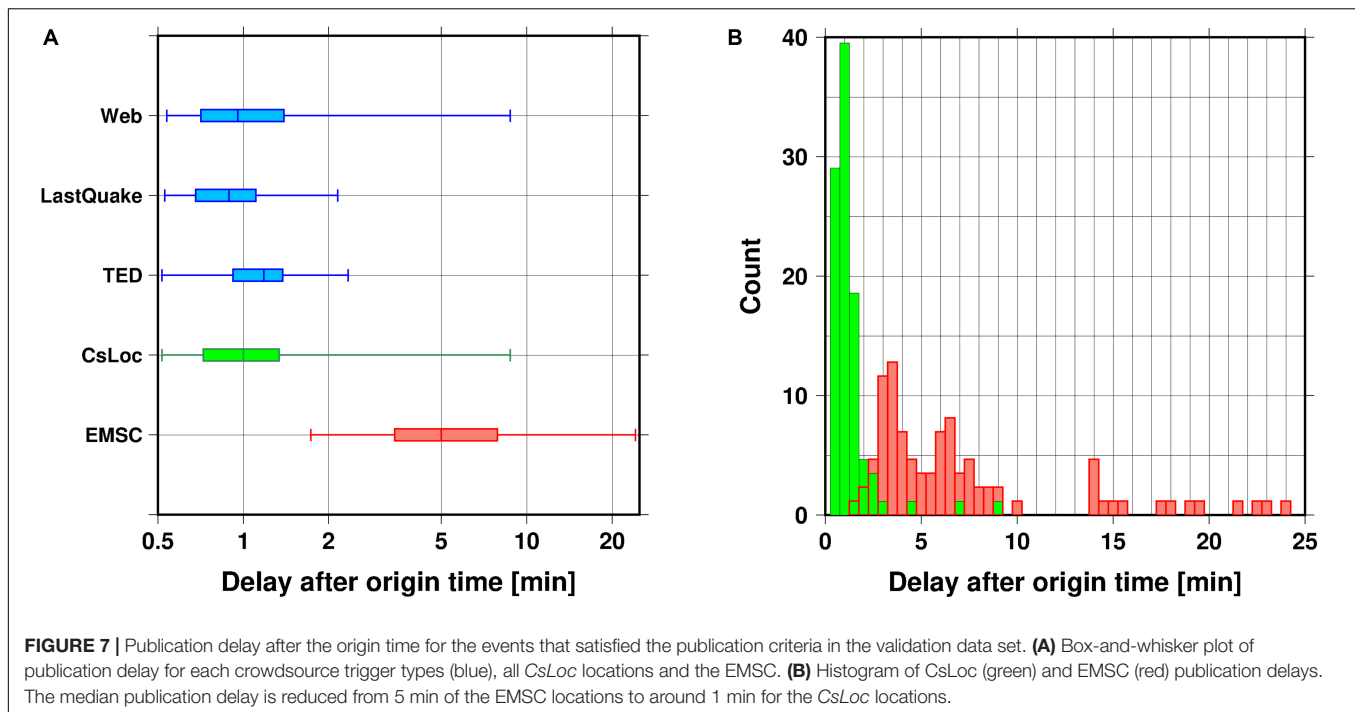 A
Web
LastQuake
TED
CsLoc
EMSC
0.5 1 2 5 10 20
Delay after origin time [min]
B
40
30
20
10
0
Count
0 5 10 15 20 25
Delay after origin time [min]
FIGURE 7 | Publication delay after the origin time for the events that satisfied the publication criteria in the validation data set. (A) Box-and-whisker plot of
publication delay for each crowdsource trigger types (blue), all CsLoc locations and the EMSC. (B) Histogram of CsLoc (green) and EMSC (red) publication delays.
The median publication delay is reduced from 5 min of the EMSC locations to around 1 min for the CsLoc locations.